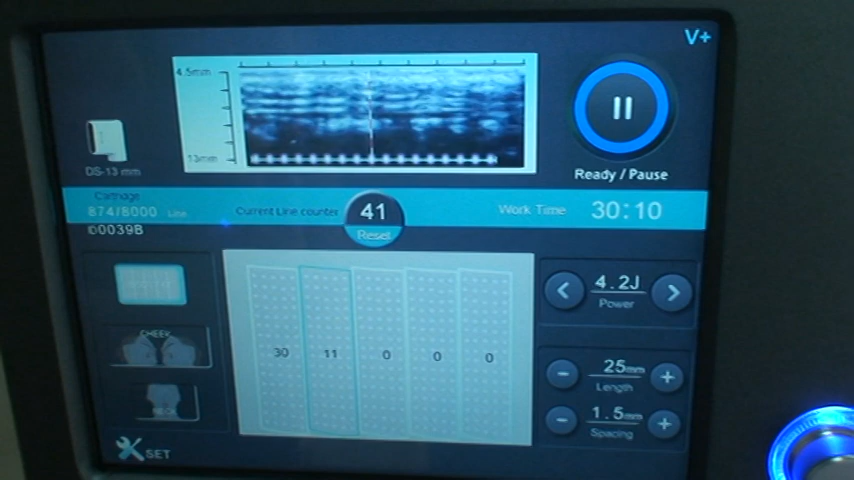 V+
4.5mm
13mm
DS-13 mm
Ready / Pause
Cartridge
874/8000 Line
Current Line counter
41
Reset
Work Time 30:10
ID0039B
4.2J
Power
CHEEK
30 11 0 0 0
25mm
Length
NECK
1.5mm
Spacing
SET